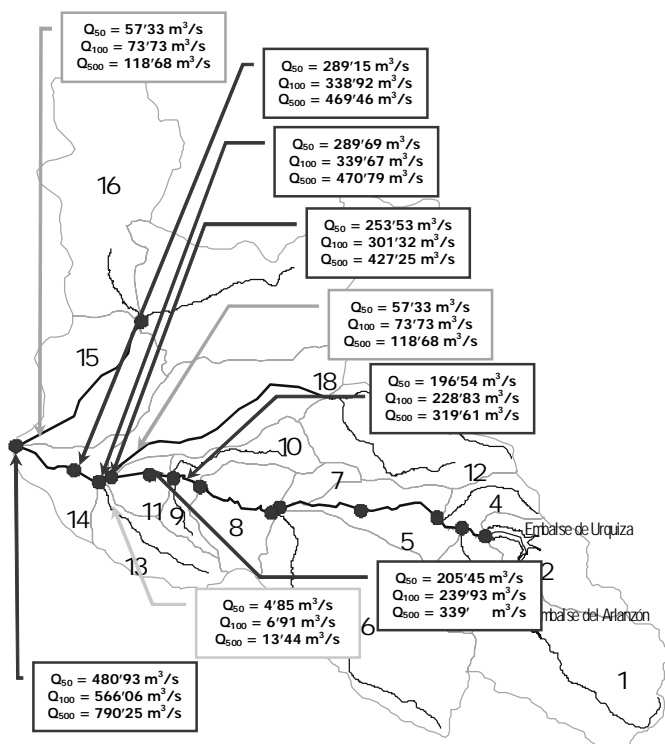 Q50 = 57'33 m³/s
Q100 = 73'73 m³/s
Q500 = 118'68 m³/s
Q50 = 289'15 m³/s
Q100 = 338'92 m³/s
Q500 = 469'46 m³/s
Q50 = 289'69 m³/s
Q100 = 339'67 m³/s
Q500 = 470'79 m³/s
16
Q50 = 253'53 m³/s
Q100 = 301'32 m³/s
Q500 = 427'25 m³/s
Q50 = 57'33 m³/s
Q100 = 73'73 m³/s
Q500 = 118'68 m³/s
15
18
Q50 = 196'54 m³/s
Q100 = 228'83 m³/s
Q500 = 319'61 m³/s
10
12
7
4
14
11
9
8
5
Embalse de Urquiza
13
2
Q50 = 205'45 m³/s
Q100 = 239'93 m³/s
Q500 = 339' m³/s
mbalse del Arlanzón
Q50 = 4'85 m³/s
Q100 = 6'91 m³/s
Q500 = 13'44 m³/s
6
1
Q50 = 480'93 m³/s
Q100 = 566'06 m³/s
Q500 = 790'25 m³/s